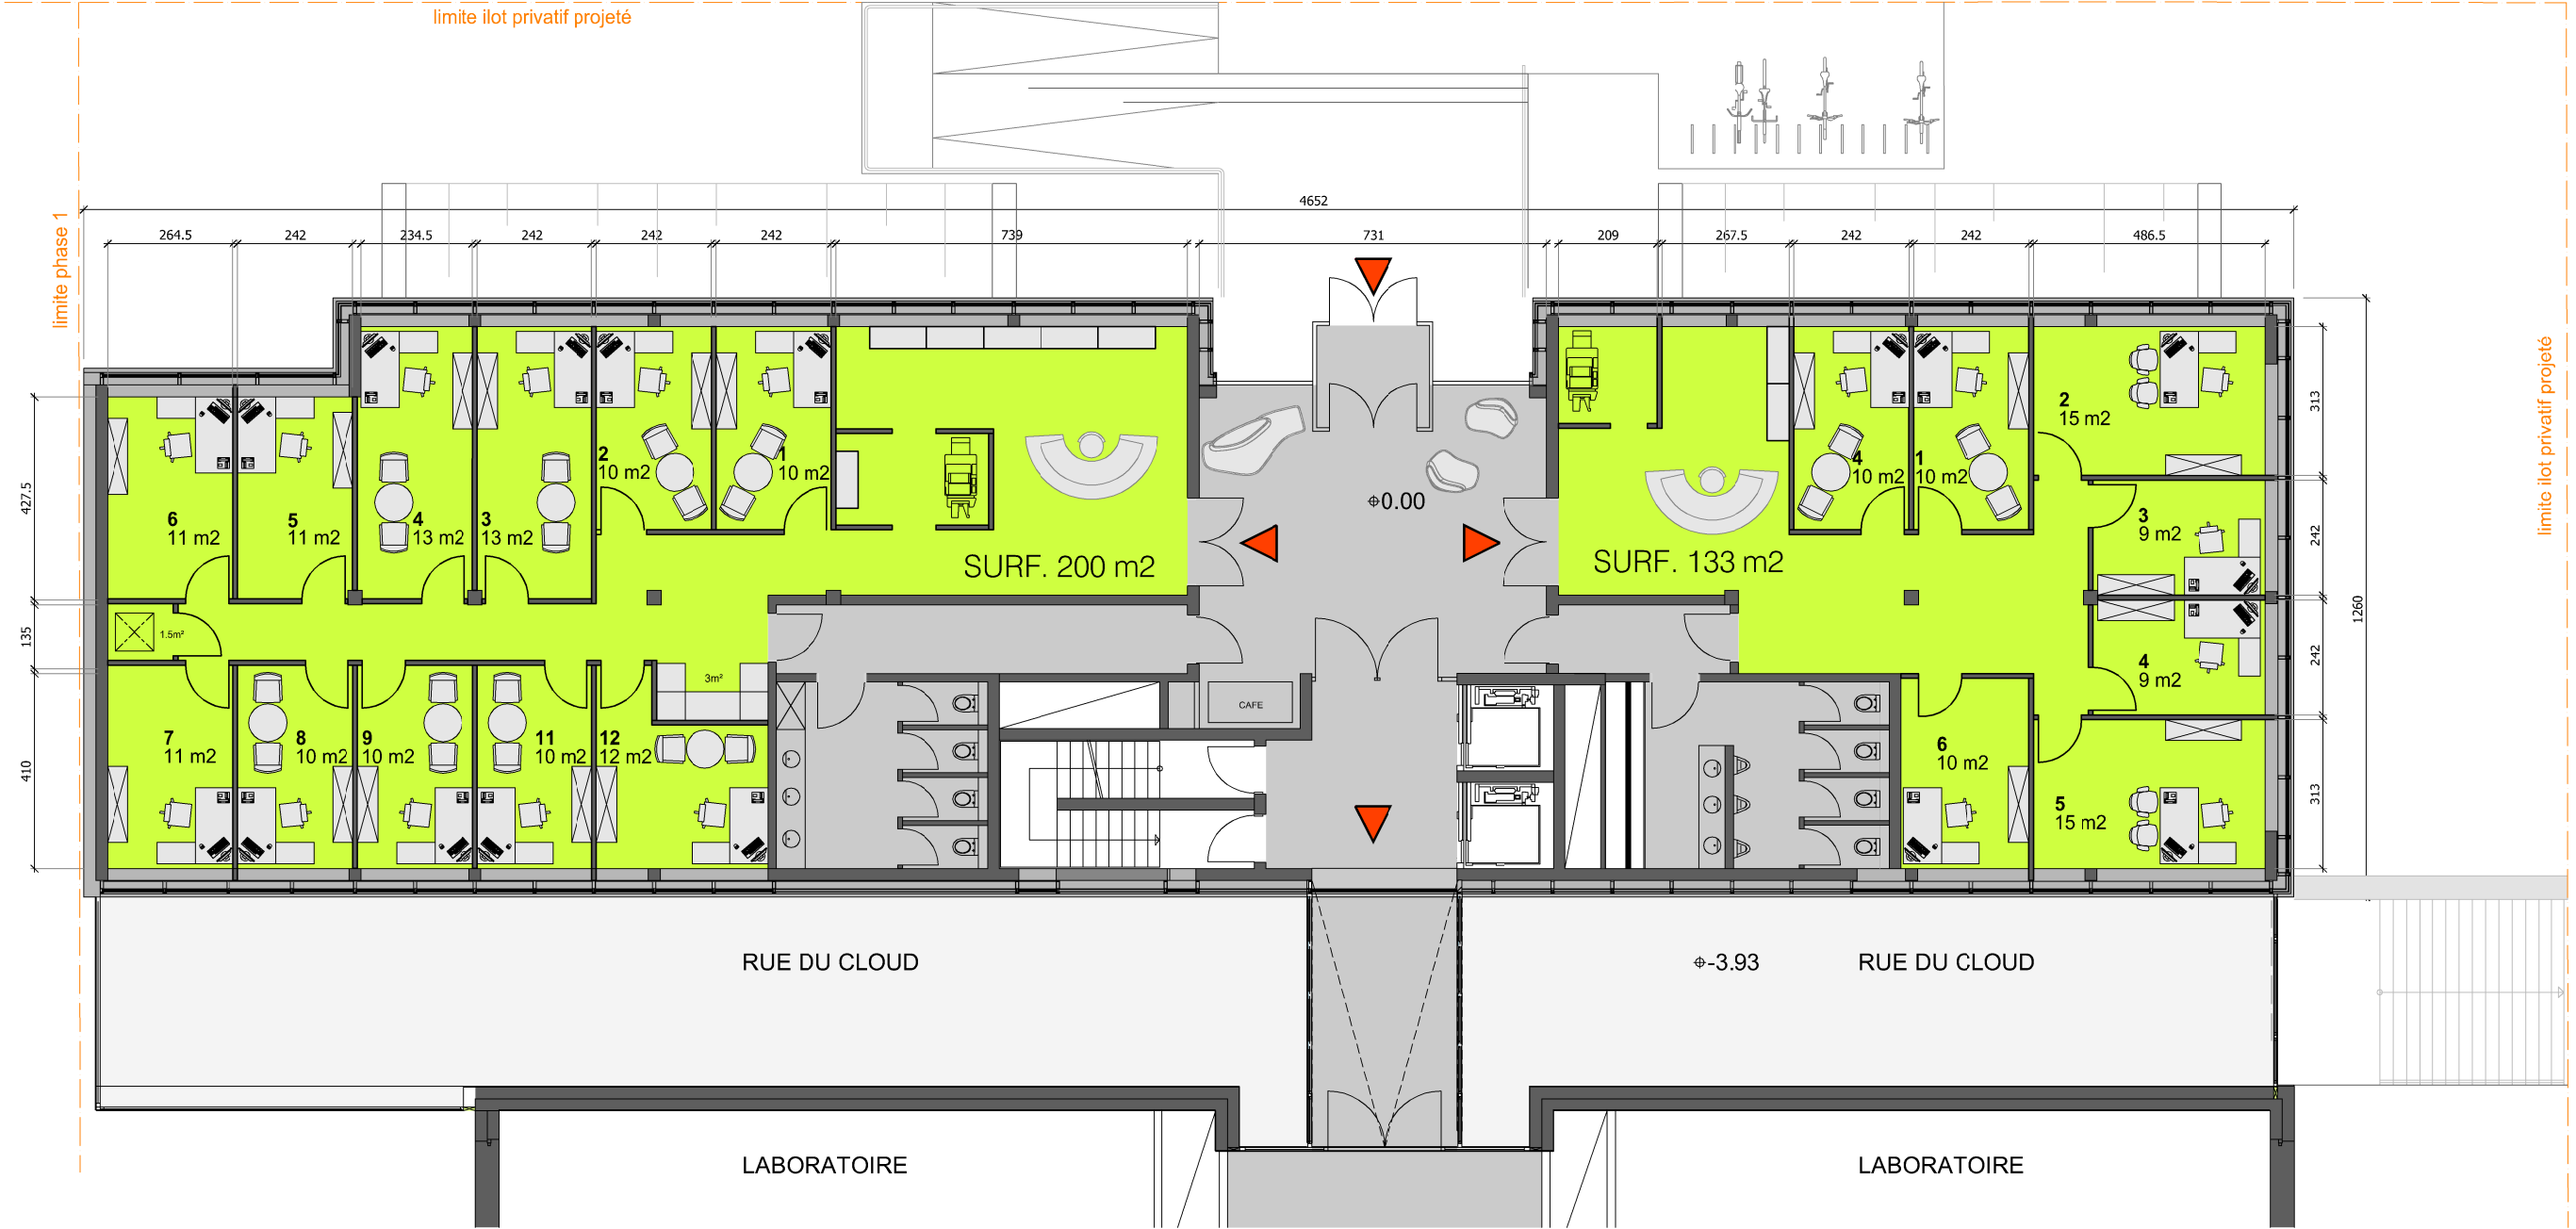 limite ilot privatif projeté
limite phase 1
limite ilot privatif projeté
4652
264.5
242
234.5
242
242
242
739
731
209
267.5
242
242
486.5
427.5
135
410
313
242
242
313
1260
6
11 m2
5
11 m2
4
13 m2
3
13 m2
2
10 m2
1
10 m2
SURF. 200 m2
⌖0.00
SURF. 133 m2
4
10 m2
1
10 m2
2
15 m2
3
9 m2
4
9 m2
1.5m²
3m²
CAFE
7
11 m2
8
10 m2
9
10 m2
11
10 m2
12
12 m2
6
10 m2
5
15 m2
RUE DU CLOUD
⌖-3.93
RUE DU CLOUD
LABORATOIRE
LABORATOIRE